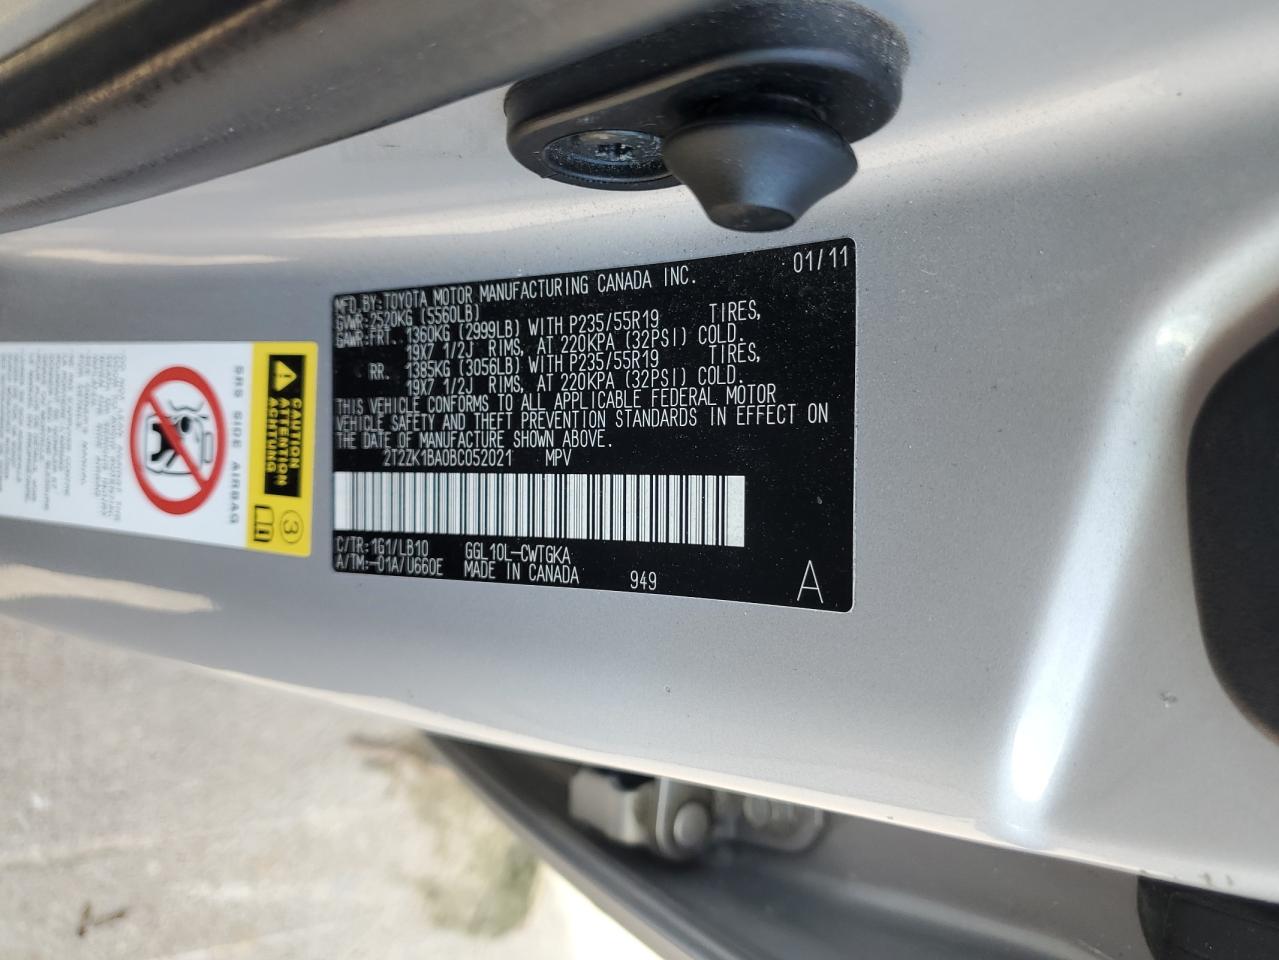 MFD.BY:TOYOTA MOTOR MANUFACTURING CANADA INC. 01/11
GVWR:2520KG (5560LB)
GAWR:FRT. 1360KG (2999LB) WITH P235/55R19 TIRES,
19X7 1/2J RIMS, AT 220KPA (32PSI) COLD.
RR. 1385KG (3056LB) WITH P235/55R19 TIRES,
19X7 1/2J RIMS, AT 220KPA (32PSI) COLD.
THIS VEHICLE CONFORMS TO ALL APPLICABLE FEDERAL MOTOR
VEHICLE SAFETY AND THEFT PREVENTION STANDARDS IN EFFECT ON
THE DATE OF MANUFACTURE SHOWN ABOVE.
2T2ZK1BA0BC052021 MPV
C/TR:1G1/LB10 GGL10L-CWTGKA
A/TM:-01A/U660E MADE IN CANADA 949 A
CAUTION
ATTENTION
ACHTUNG
3
SRS SIDE AIRBAG